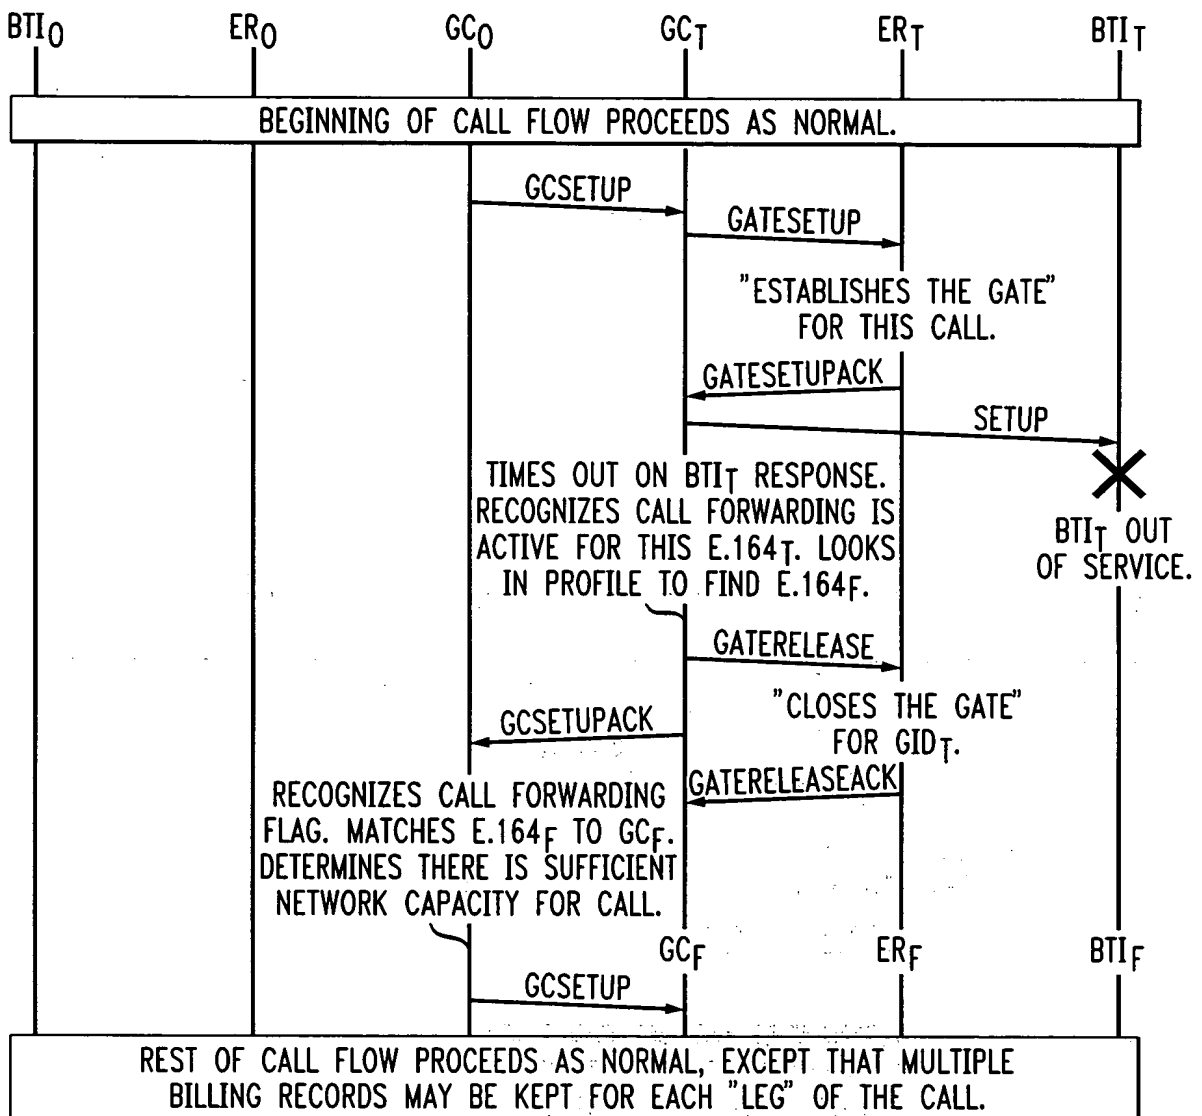 BTIO ERO GCO GCT ERT BTIT
BEGINNING OF CALL FLOW PROCEEDS AS NORMAL.
GCSETUP
GATESETUP
"ESTABLISHES THE GATE"
FOR THIS CALL.
GATESETUPACK
SETUP
TIMES OUT ON BTIT RESPONSE.
RECOGNIZES CALL FORWARDING IS
ACTIVE FOR THIS E.164T. LOOKS
IN PROFILE TO FIND E.164F.
BTIT OUT
OF SERVICE.
GATERELEASE
"CLOSES THE GATE"
FOR GIDT.
GCSETUPACK
GATERELEASEACK
RECOGNIZES CALL FORWARDING
FLAG. MATCHES E.164F TO GCF.
DETERMINES THERE IS SUFFICIENT
NETWORK CAPACITY FOR CALL.
GCF ERF BTIF
GCSETUP
REST OF CALL FLOW PROCEEDS AS NORMAL, EXCEPT THAT MULTIPLE
BILLING RECORDS MAY BE KEPT FOR EACH "LEG" OF THE CALL.